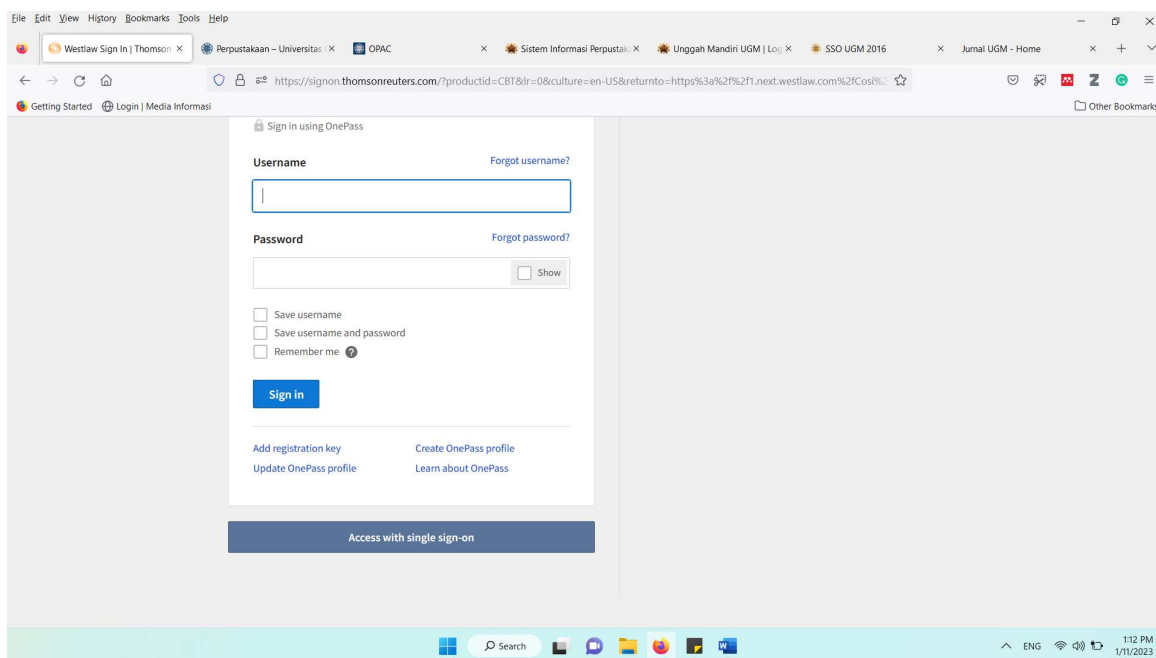 File Edit View History Bookmarks Tools Help
Westlaw Sign In | Thomson
Perpustakaan – Universitas
OPAC
Sistem Informasi Perpustak
Unggah Mandiri UGM | Log
SSO UGM 2016
Jurnal UGM - Home
https://signon.thomsonreuters.com/?productid=CBT&lr=0&culture=en-US&returnto=https%3a%2f%2f1.next.westlaw.com%2fCosi%2
Getting Started
Login | Media Informasi
Other Bookmarks
Sign in using OnePass
Username
Forgot username?
Password
Forgot password?
Show
Save username
Save username and password
Remember me ?
Sign in
Add registration key
Create OnePass profile
Update OnePass profile
Learn about OnePass
Access with single sign-on
Search
ENG
1:12 PM
1/11/2023